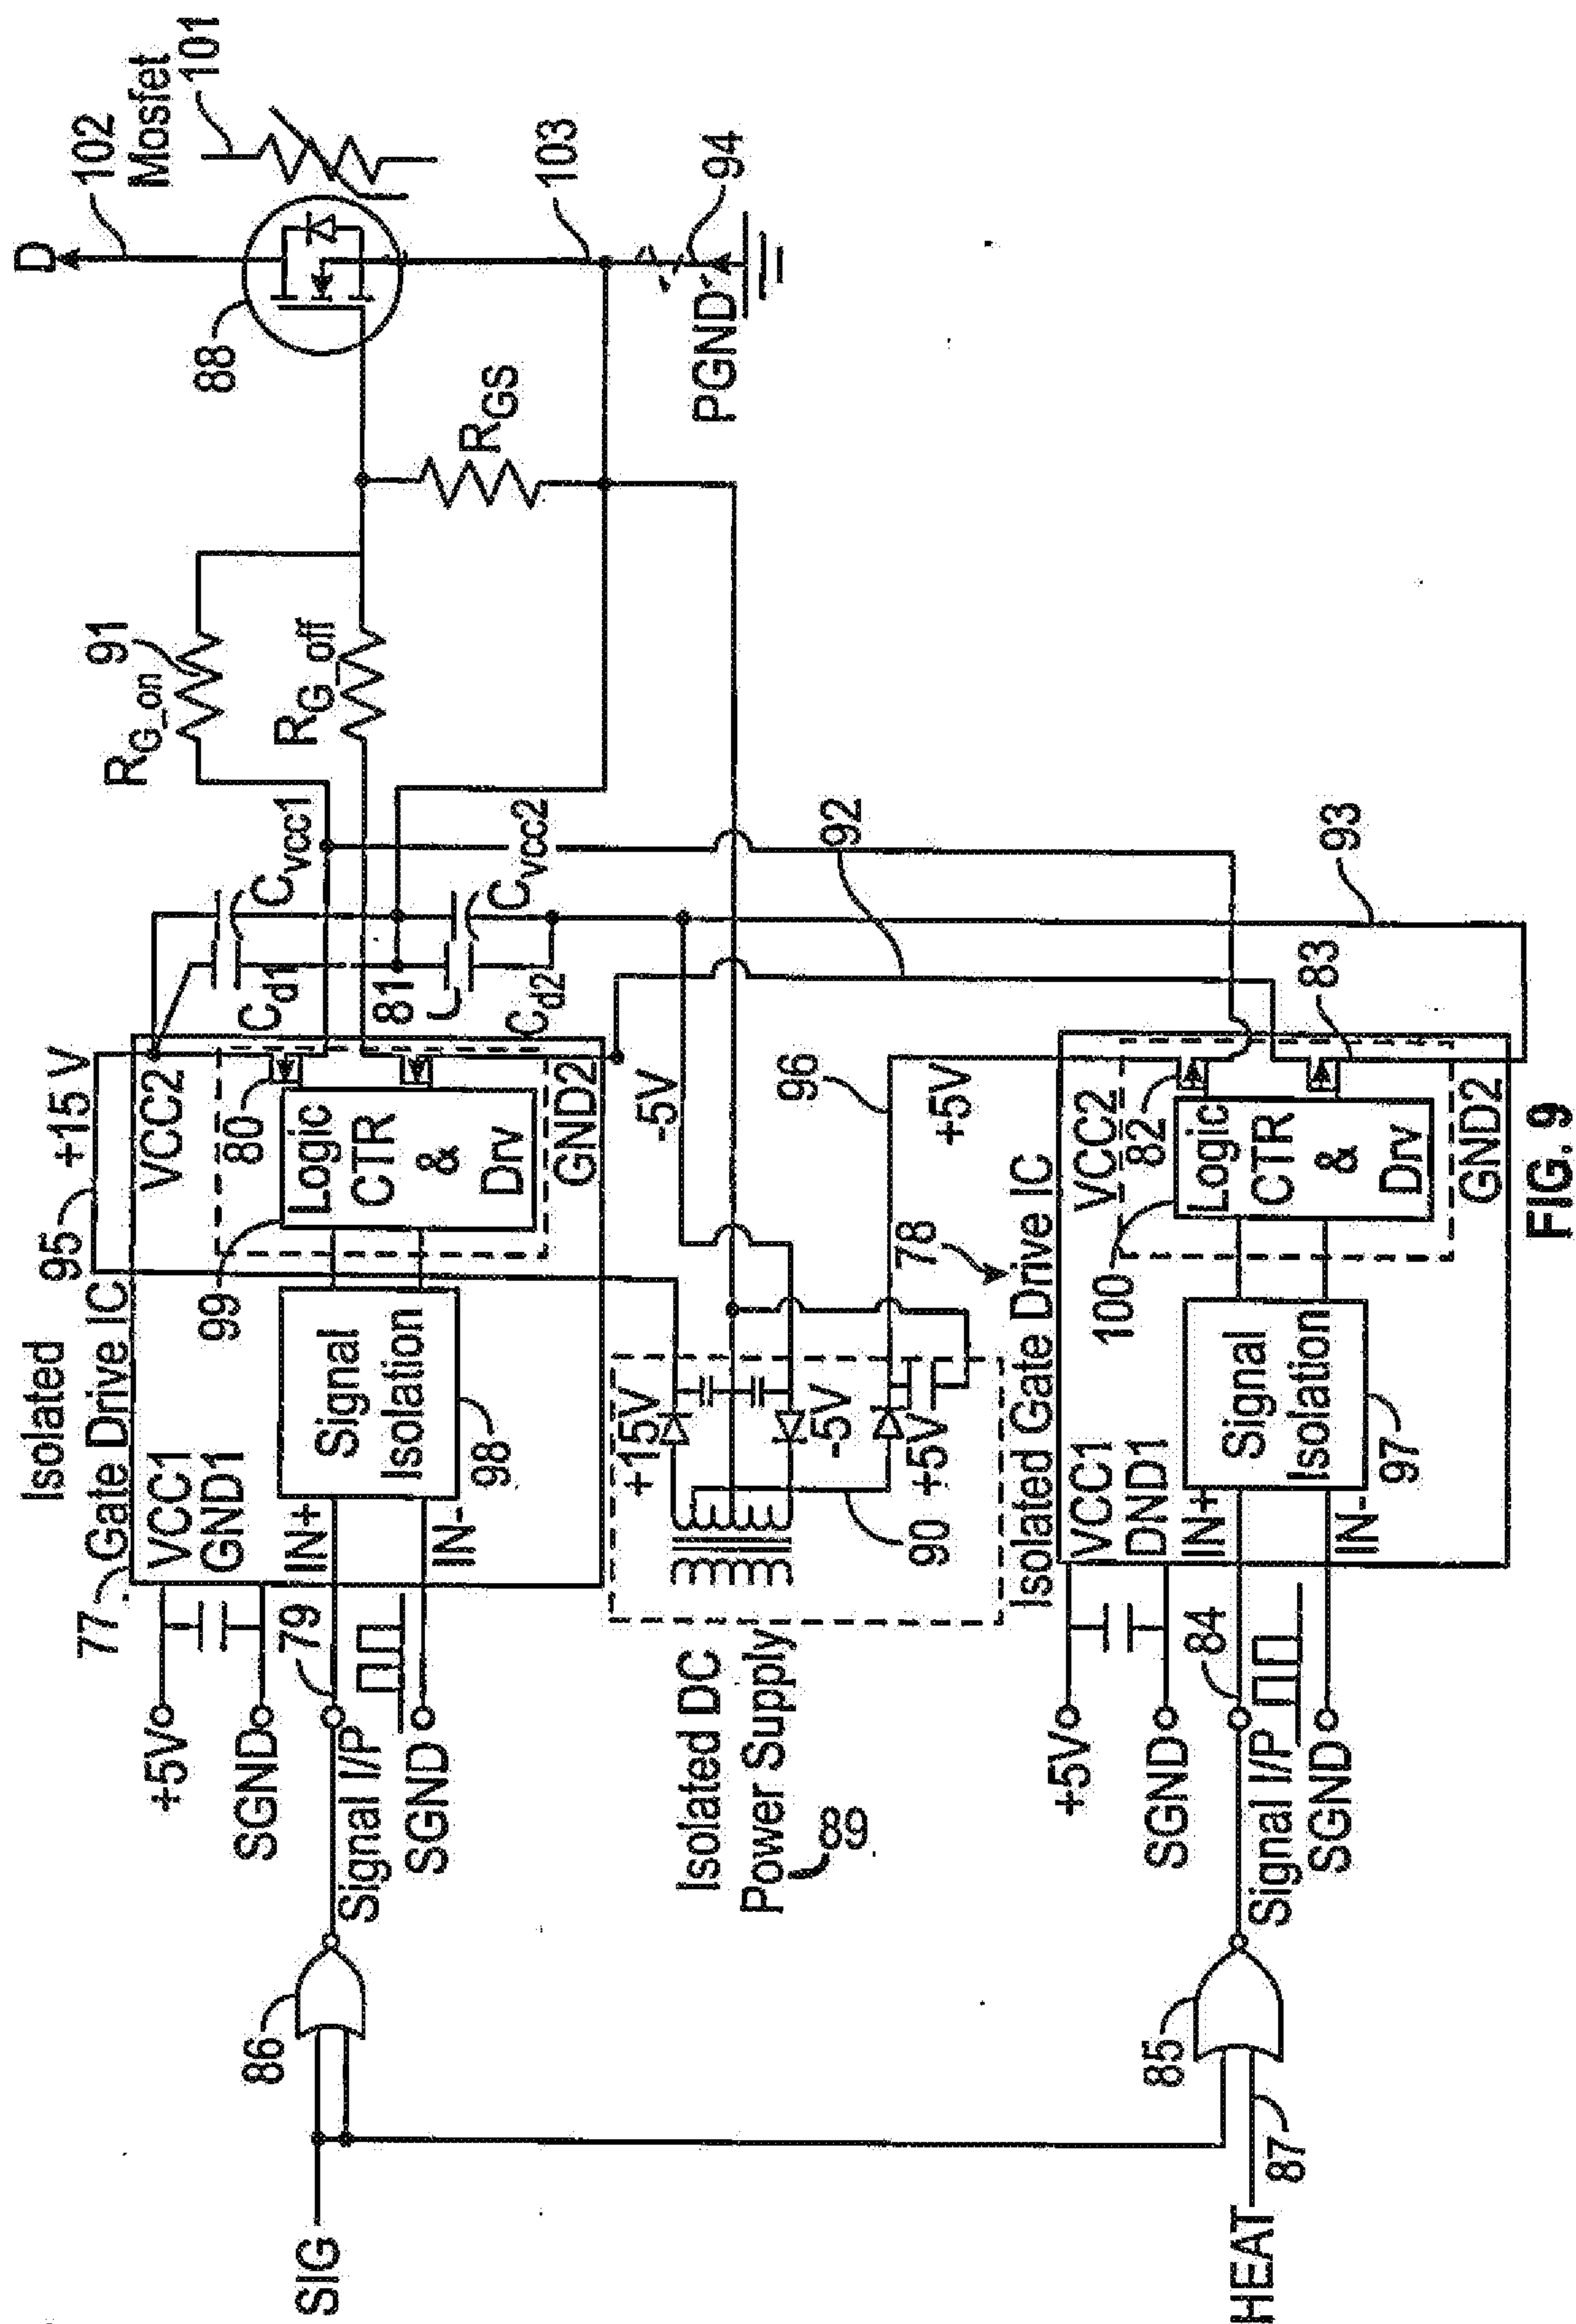 D
102
Mosfet
101
88
103
94
PGND
RGS
91
RG_on
RG_off
Cvcc1
Cvcc2
Cd1
81
Cd2
92
93
83
95
+15 V
VCC2
80
Logic
CTR
&
Drv
GND2
-5V
99
Isolated
Gate Drive IC
77
VCC1
GND1
IN+
IN-
Signal
Isolation
98
+5V
SGND
79
Signal I/P
SGND
86
SIG
Isolated DC
Power Supply
89
+15V
-5V
+5V
90
96
+5V
78
Isolated Gate Drive IC
VCC1
DND1
IN+
IN-
Signal
Isolation
97
VCC2
82
Logic
CTR
&
Drv
GND2
100
+5V
SGND
84
Signal I/P
SGND
85
87
HEAT
FIG. 9